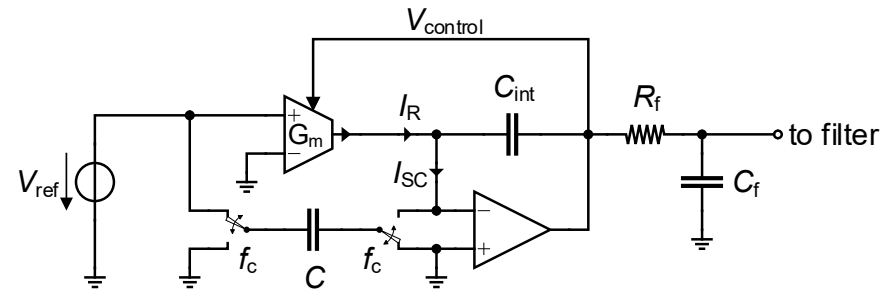 V_control
C_int
R_f
+
G_m
−
I_R
to filter
V_ref
I_SC
C_f
−
+
f_c
C
f_c